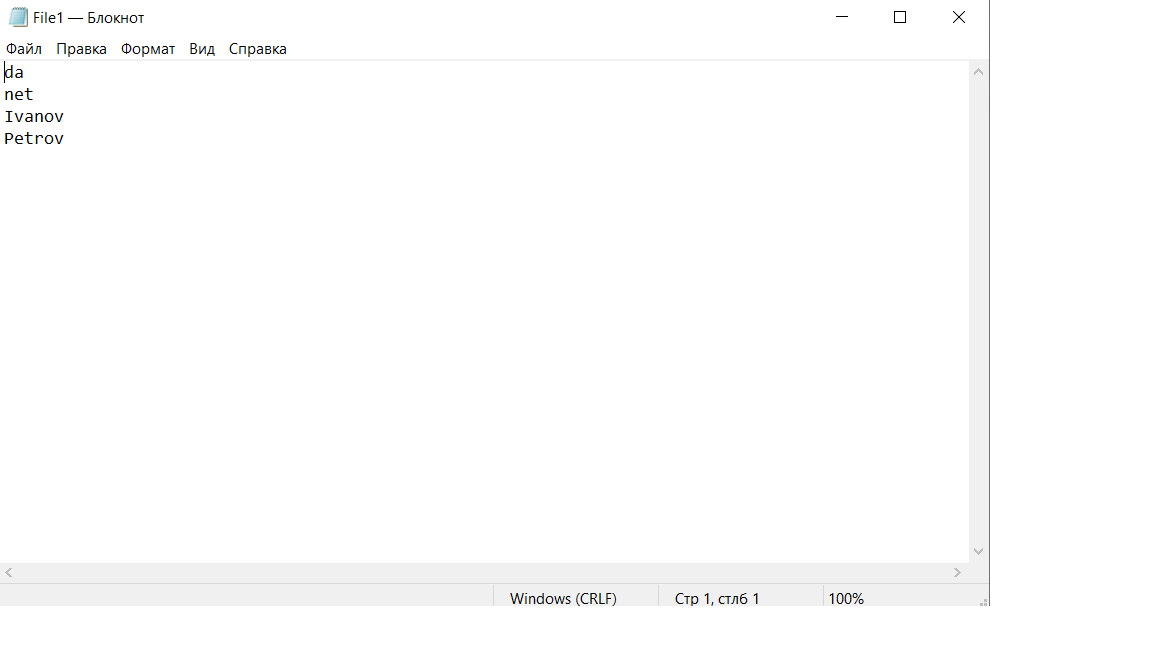 File1 — Блокнот
Файл Правка Формат Вид Справка
da
net
Ivanov
Petrov
Windows (CRLF) Стр 1, стлб 1 100%